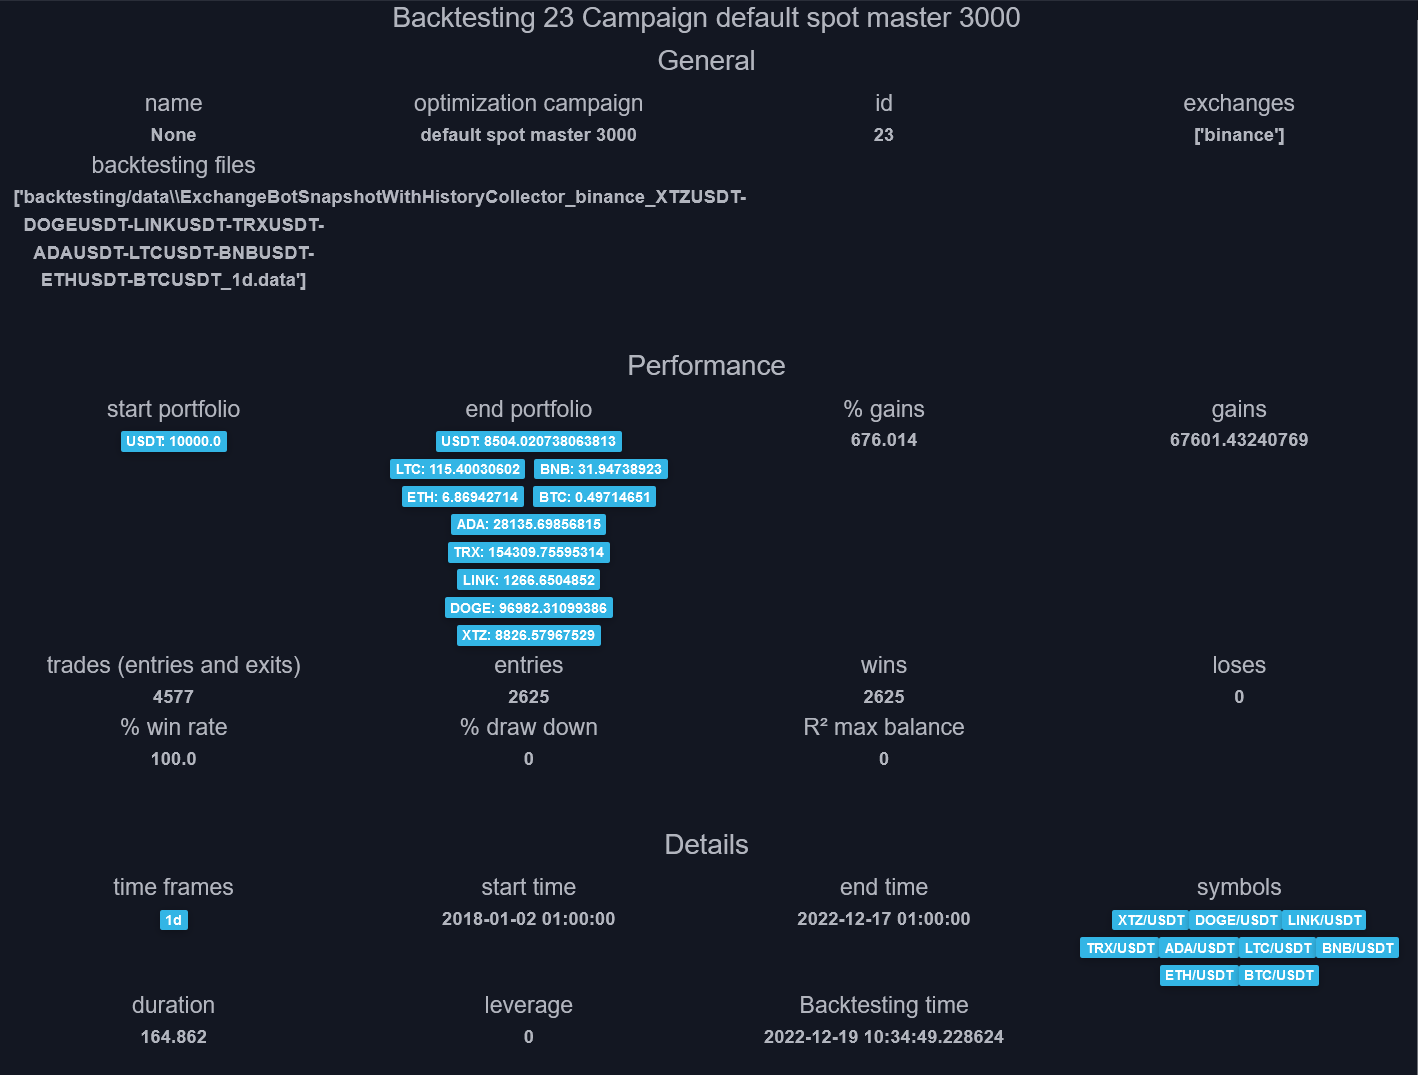 Backtesting 23 Campaign default spot master 3000
General
name optimization campaign id exchanges
None default spot master 3000 23 ['binance']
backtesting files
['backtesting/data\\ExchangeBotSnapshotWithHistoryCollector_binance_XTZUSDT-
DOGEUSDT-LINKUSDT-TRXUSDT-
ADAUSDT-LTCUSDT-BNBUSDT-
ETHUSDT-BTCUSDT_1d.data']
Performance
start portfolio end portfolio % gains gains
USDT: 10000.0 USDT: 8504.020738063813 676.014 67601.43240769
LTC: 115.40030602 BNB: 31.94738923
ETH: 6.86942714 BTC: 0.49714651
ADA: 28135.69856815
TRX: 154309.75595314
LINK: 1266.6504852
DOGE: 96982.31099386
XTZ: 8826.57967529
trades (entries and exits) entries wins loses
4577 2625 2625 0
% win rate % draw down R² max balance
100.0 0 0
Details
time frames start time end time symbols
1d 2018-01-02 01:00:00 2022-12-17 01:00:00 XTZ/USDT DOGE/USDT LINK/USDT
TRX/USDT ADA/USDT LTC/USDT BNB/USDT
ETH/USDT BTC/USDT
duration leverage Backtesting time
164.862 0 2022-12-19 10:34:49.228624